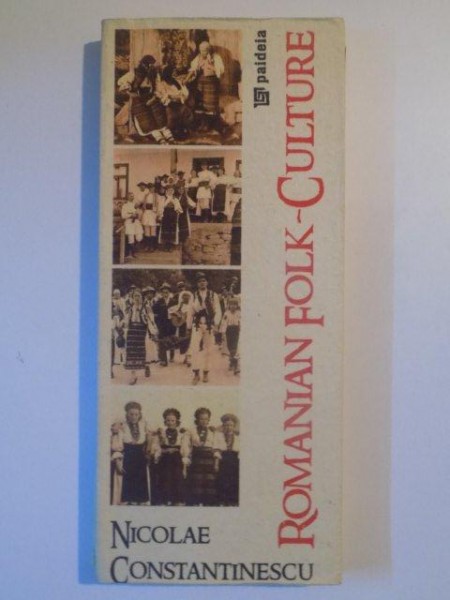 paideia
ROMANIAN FOLK~CULTURE
NICOLAE
CONSTANTINESCU